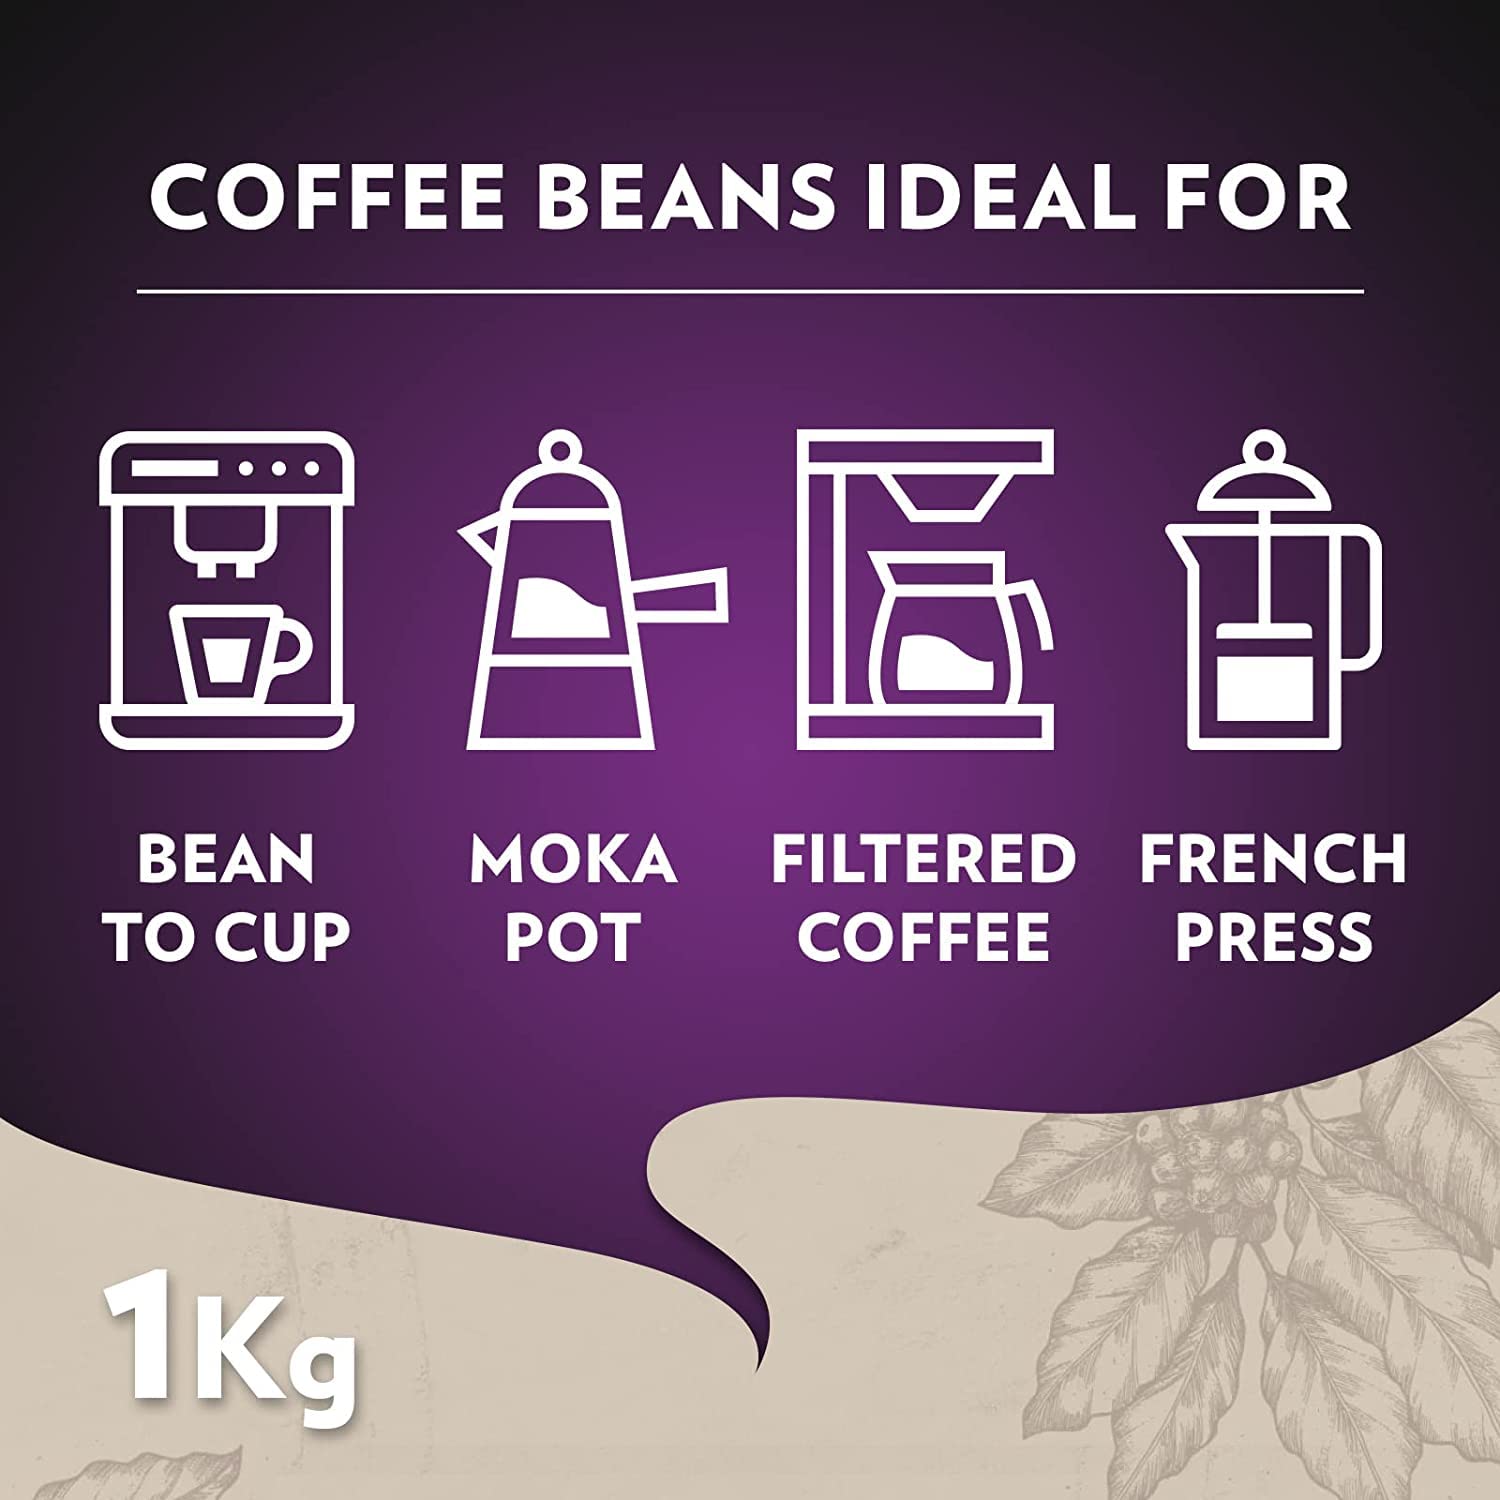 COFFEE BEANS IDEAL FOR
BEAN
TO CUP
MOKA
POT
FILTERED
COFFEE
FRENCH
PRESS
1Kg